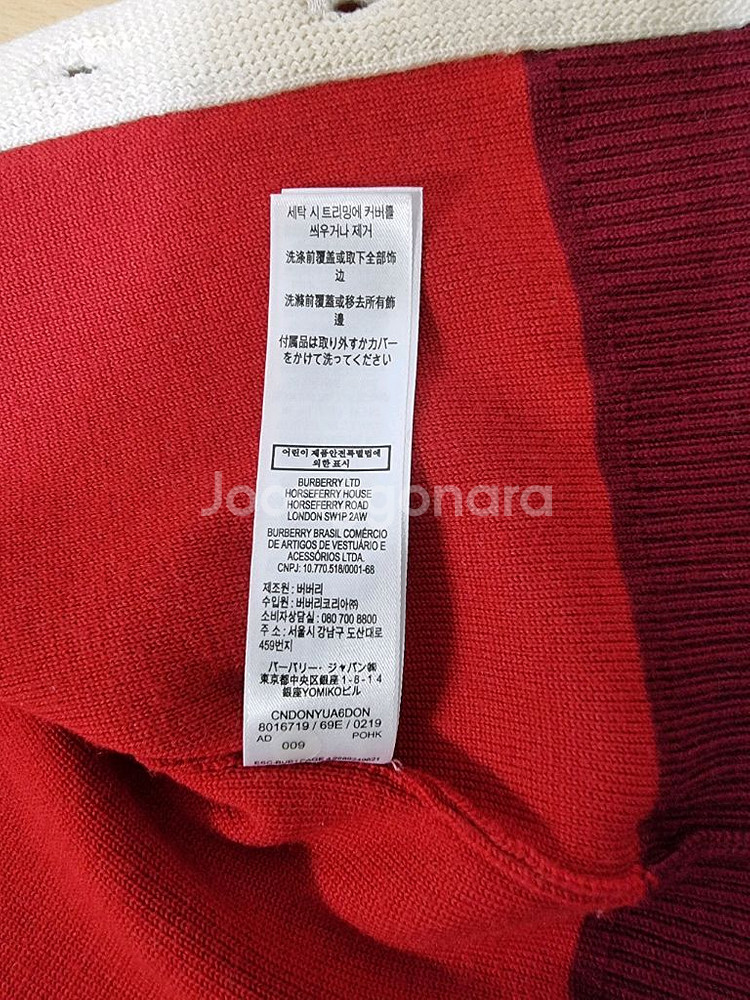 세탁 시 트리밍에 커버를
씌우거나 제거
洗涤前覆盖或取下全部饰
边
洗滌前覆蓋或移去所有飾
邊
付属品は取り外すかカバー
をかけて洗ってください
어린이 제품안전특별법에
의한 표시
BURBERRY LTD
HORSEFERRY HOUSE
HORSEFERRY ROAD
LONDON SW1P 2AW
BURBERRY BRASIL COMÉRCIO
DE ARTIGOS DE VESTUÁRIO E
ACESSÓRIOS LTDA.
CNPJ: 10.770.518/0001-68
제조원 : 버버리
수입원 : 버버리코리아㈜
소비자상담실 : 080 700 8800
주 소 : 서울시 강남구 도산대로
459번지
バーバリー・ジャパン㈱
東京都中央区銀座1-8-14
銀座YOMIKOビル
CNDONYUA6DON
8016719 / 69E / 0219
AD 009 POHK